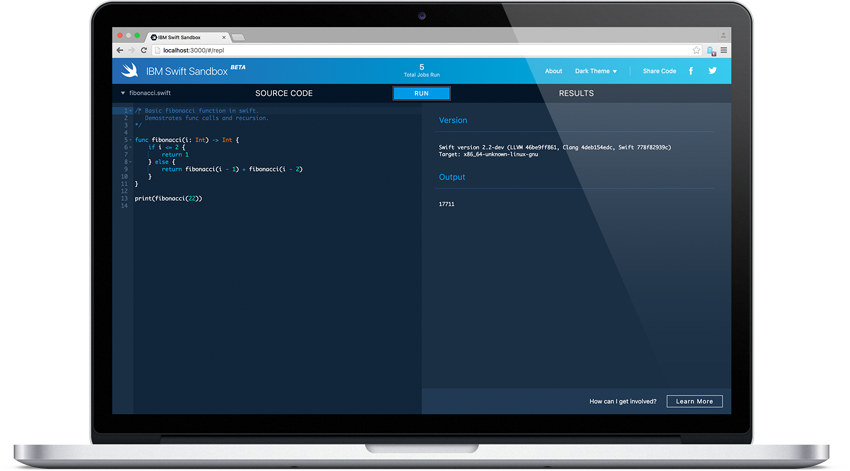 IBM Swift Sandbox
localhost:3000/#/repl
IBM Swift Sandbox BETA
5
Total Jobs Run
About
Dark Theme
Share Code
fibonacci.swift
SOURCE CODE
RUN
RESULTS
1 /* Basic fibonacci function in swift.
2 Demostrates func calls and recursion.
3 */
4
5 func fibonacci(i: Int) -> Int {
6 if i <= 2 {
7 return 1
8 } else {
9 return fibonacci(i - 1) + fibonacci(i - 2)
10 }
11 }
12
13 print(fibonacci(22))
14
Version
Swift version 2.2-dev (LLVM 46be9ff861, Clang 4deb154edc, Swift 778f82939c)
Target: x86_64-unknown-linux-gnu
Output
17711
How can I get involved?
Learn More